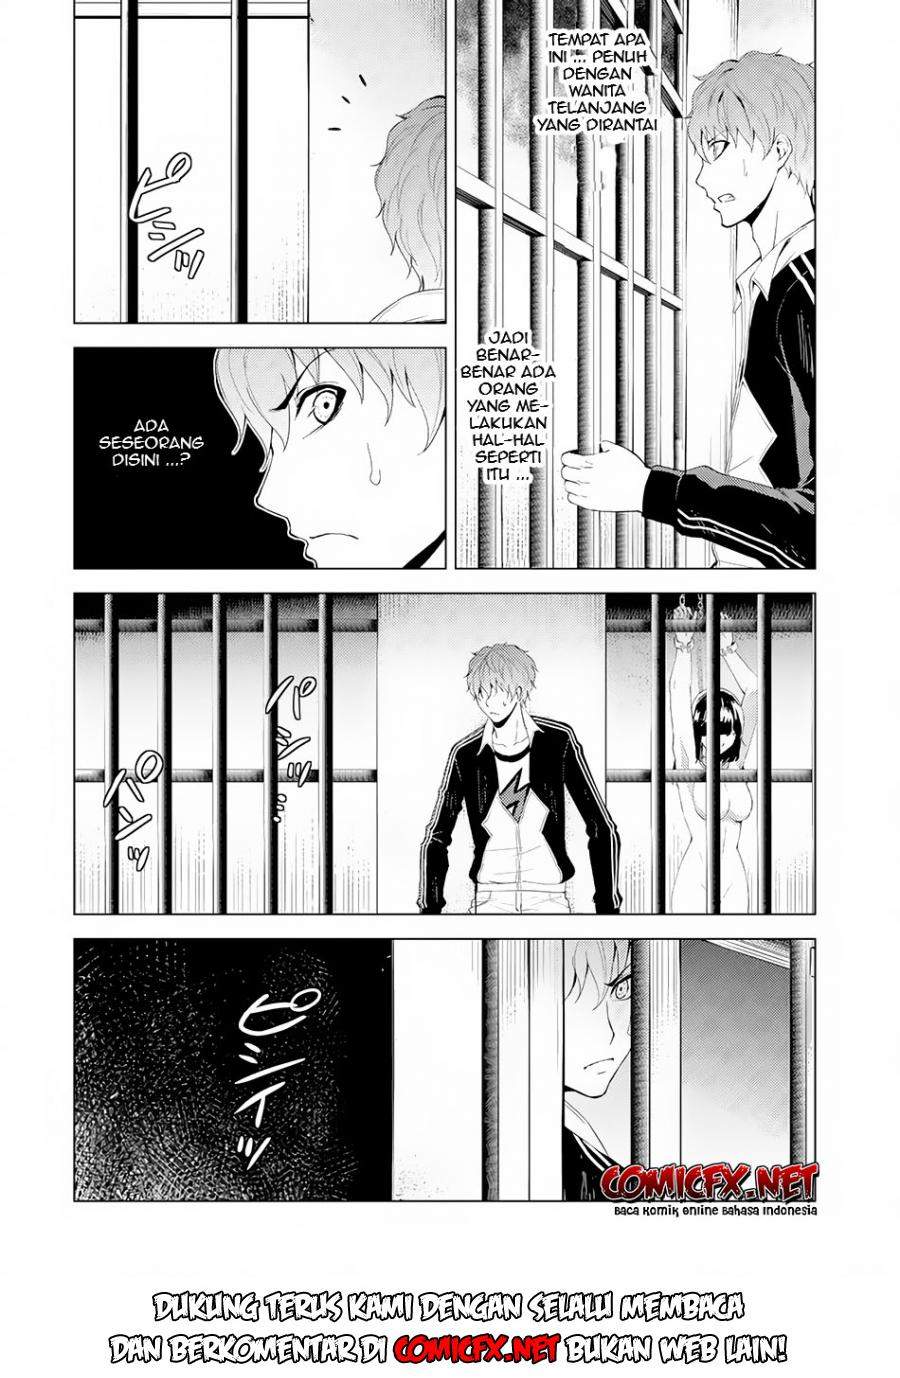 TEMPAT APA
INI ... PENUH
DENGAN
WANITA
TELANJANG
YANG DIRANTAI
JADI
BENAR-
BENAR ADA
ORANG
YANG ME-
LAKUKAN
HAL-HAL
SEPERTI
ITU ...
ピシッ
ADA
SESEORANG
DISINI ...?
パシッ
パンッ
ピシィッ
COMICFX.NET
BACA KOMIK ONLINE BAHASA INDONESIA
DUKUNG TERUS KAMI DENGAN SELALU MEMBACA
DAN BERKOMENTAR DI COMICFX.NET BUKAN WEB LAIN!